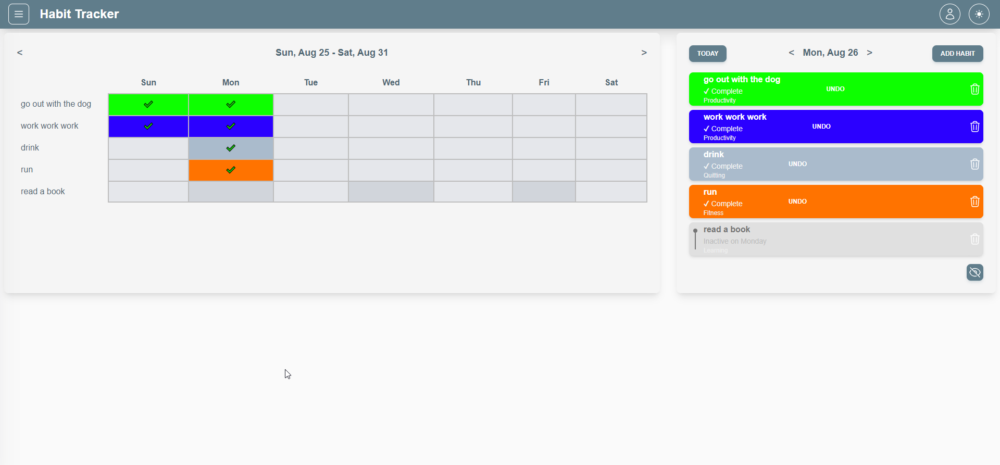 Habit Tracker
< Sun, Aug 25 - Sat, Aug 31 >
Sun Mon Tue Wed Thu Fri Sat
go out with the dog
work work work
drink
run
read a book
TODAY < Mon, Aug 26 > ADD HABIT
go out with the dog
✓ Complete UNDO
Productivity
work work work
✓ Complete UNDO
Productivity
drink
✓ Complete UNDO
Quitting
run
✓ Complete UNDO
Fitness
read a book
Inactive on Monday
Learning